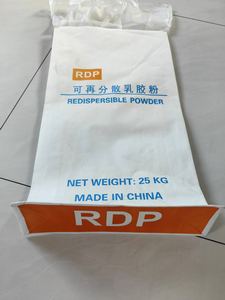 RDP
可再分散乳胶粉
REDISPERSIBLE POWDER
NET WEIGHT: 25 KG
MADE IN CHINA
RDP